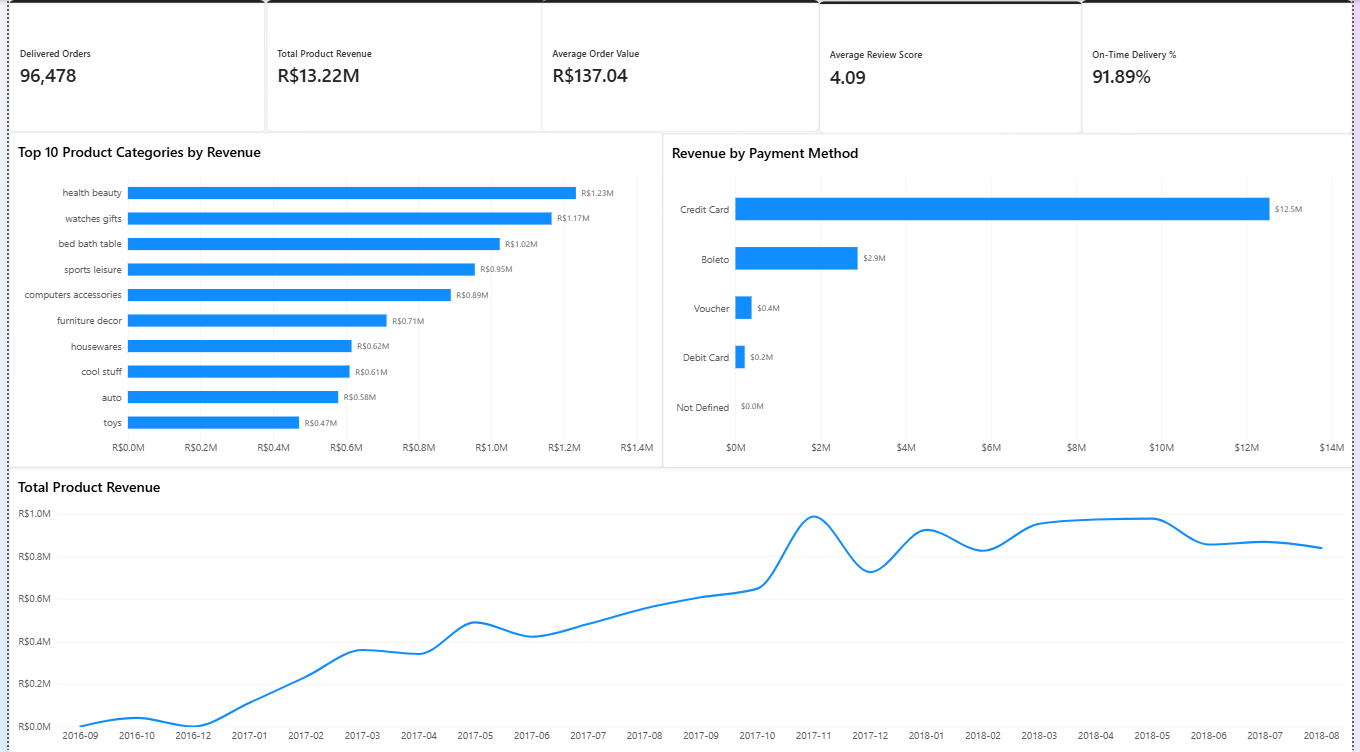 Delivered Orders
96,478
Total Product Revenue
R$13.22M
Average Order Value
R$137.04
Average Review Score
4.09
On-Time Delivery %
91.89%
Top 10 Product Categories by Revenue
health beauty R$1.23M
watches gifts R$1.17M
bed bath table R$1.02M
sports leisure R$0.95M
computers accessories R$0.89M
furniture decor R$0.71M
housewares R$0.62M
cool stuff R$0.61M
auto R$0.58M
toys R$0.47M
R$0.0M R$0.2M R$0.4M R$0.6M R$0.8M R$1.0M R$1.2M R$1.4M
Revenue by Payment Method
Credit Card $12.5M
Boleto $2.9M
Voucher $0.4M
Debit Card $0.2M
Not Defined $0.0M
$0M $2M $4M $6M $8M $10M $12M $14M
Total Product Revenue
R$1.0M
R$0.8M
R$0.6M
R$0.4M
R$0.2M
R$0.0M
2016-09 2016-10 2016-12 2017-01 2017-02 2017-03 2017-04 2017-05 2017-06 2017-07 2017-08 2017-09 2017-10 2017-11 2017-12 2018-01 2018-02 2018-03 2018-04 2018-05 2018-06 2018-07 2018-08